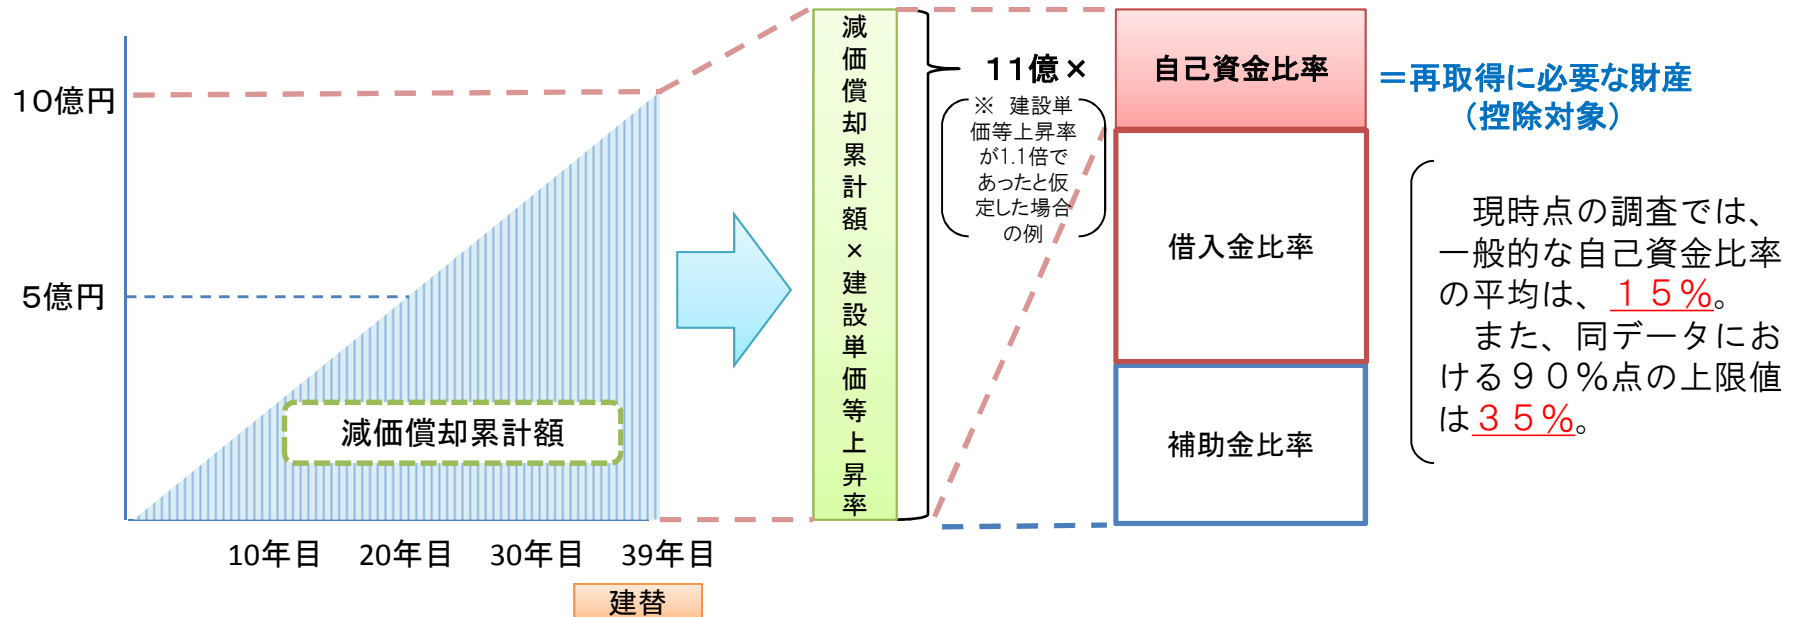 10億円
5億円
減価償却累計額
10年目
20年目
30年目
39年目
建替
減価償却累計額×建設単価等上昇率
11億×
※ 建設単
価等上昇率
が1.1倍で
あったと仮
定した場合
の例
自己資金比率
借入金比率
補助金比率
＝再取得に必要な財産
（控除対象）
現時点の調査では、
一般的な自己資金比率
の平均は、１５％。
また、同データにお
ける９０％点の上限値
は３５％。